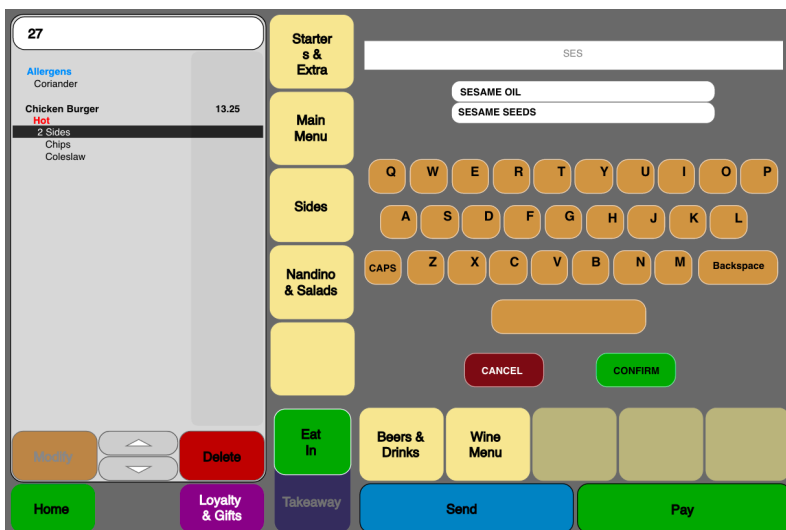 27
Allergens
Coriander
Chicken Burger 13.25
Hot
2 Sides
Chips
Coleslaw
Modify
Delete
Home
Loyalty
& Gifts
Starter
s &
Extra
Main
Menu
Sides
Nandino
& Salads
Eat
In
Takeaway
SES
SESAME OIL
SESAME SEEDS
Q W E R T Y U I O P
A S D F G H J K L
CAPS Z X C V B N M Backspace
CANCEL CONFIRM
Beers &
Drinks
Wine
Menu
Send
Pay